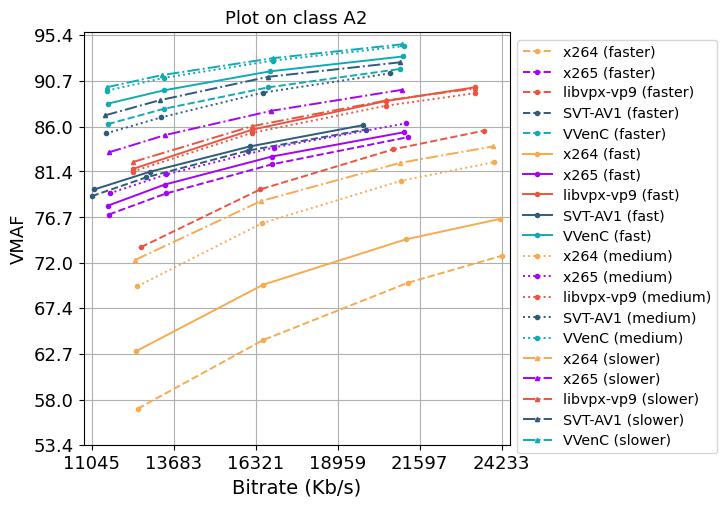 Plot on class A2
VMAF
95.4
90.7
86.0
81.4
76.7
72.0
67.4
62.7
58.0
53.4
11045 13683 16321 18959 21597 24233
Bitrate (Kb/s)
x264 (faster)
x265 (faster)
libvpx-vp9 (faster)
SVT-AV1 (faster)
VVenC (faster)
x264 (fast)
x265 (fast)
libvpx-vp9 (fast)
SVT-AV1 (fast)
VVenC (fast)
x264 (medium)
x265 (medium)
libvpx-vp9 (medium)
SVT-AV1 (medium)
VVenC (medium)
x264 (slower)
x265 (slower)
libvpx-vp9 (slower)
SVT-AV1 (slower)
VVenC (slower)